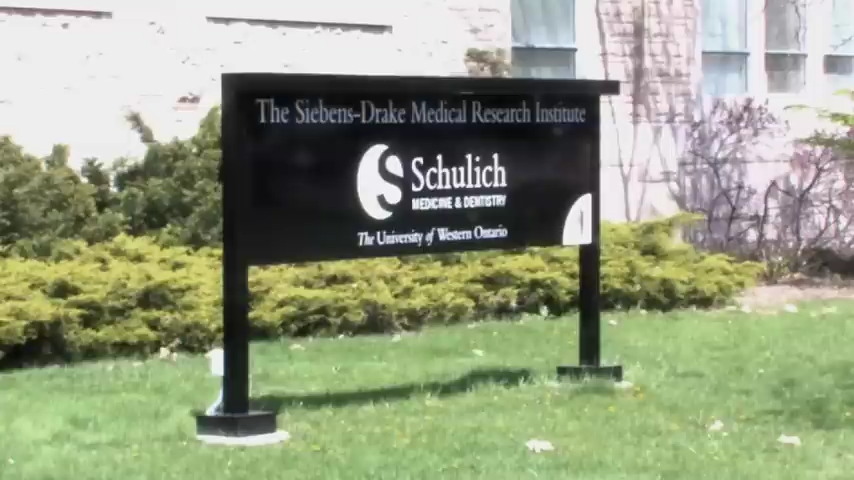 The Siebens-Drake Medical Research Institute
Schulich
MEDICINE & DENTISTRY
The University of Western Ontario